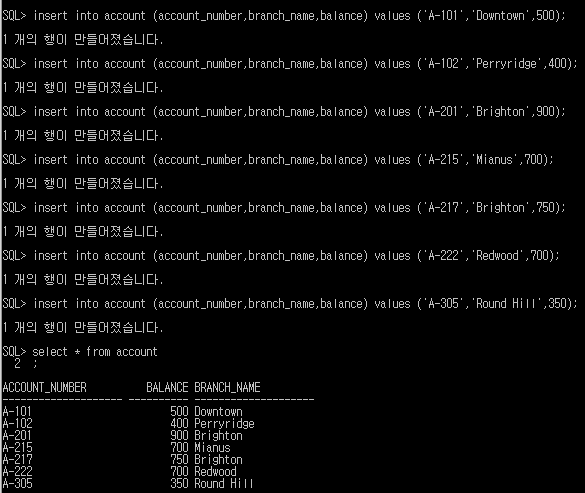 SQL> insert into account (account_number,branch_name,balance) values ('A-101','Downtown',500);
1 개의 행이 만들어졌습니다.
SQL> insert into account (account_number,branch_name,balance) values ('A-102','Perryridge',400);
1 개의 행이 만들어졌습니다.
SQL> insert into account (account_number,branch_name,balance) values ('A-201','Brighton',900);
1 개의 행이 만들어졌습니다.
SQL> insert into account (account_number,branch_name,balance) values ('A-215','Mianus',700);
1 개의 행이 만들어졌습니다.
SQL> insert into account (account_number,branch_name,balance) values ('A-217','Brighton',750);
1 개의 행이 만들어졌습니다.
SQL> insert into account (account_number,branch_name,balance) values ('A-222','Redwood',700);
1 개의 행이 만들어졌습니다.
SQL> insert into account (account_number,branch_name,balance) values ('A-305','Round Hill',350);
1 개의 행이 만들어졌습니다.
SQL> select * from account
  2  ;
ACCOUNT_NUMBER          BALANCE BRANCH_NAME
-------------------- ---------- --------------------
A-101                       500 Downtown
A-102                       400 Perryridge
A-201                       900 Brighton
A-215                       700 Mianus
A-217                       750 Brighton
A-222                       700 Redwood
A-305                       350 Round Hill